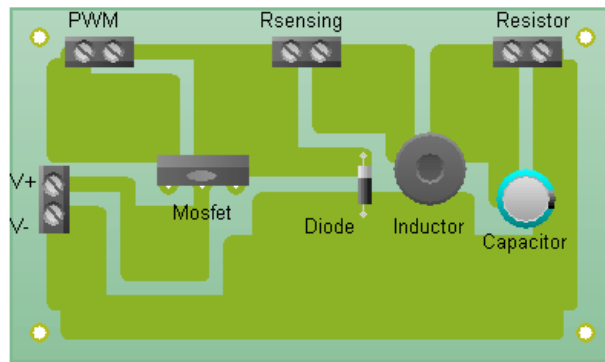 PWM
Rsensing
Resistor
V+
V-
Mosfet
Diode
Inductor
Capacitor